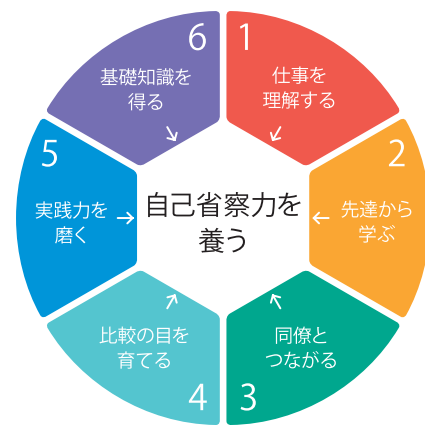 1
仕事を
理解する
2
先達から
学ぶ
3
同僚と
つながる
4
比較の目を
育てる
5
実践力を
磨く
6
基礎知識を
得る
自己省察力を
養う